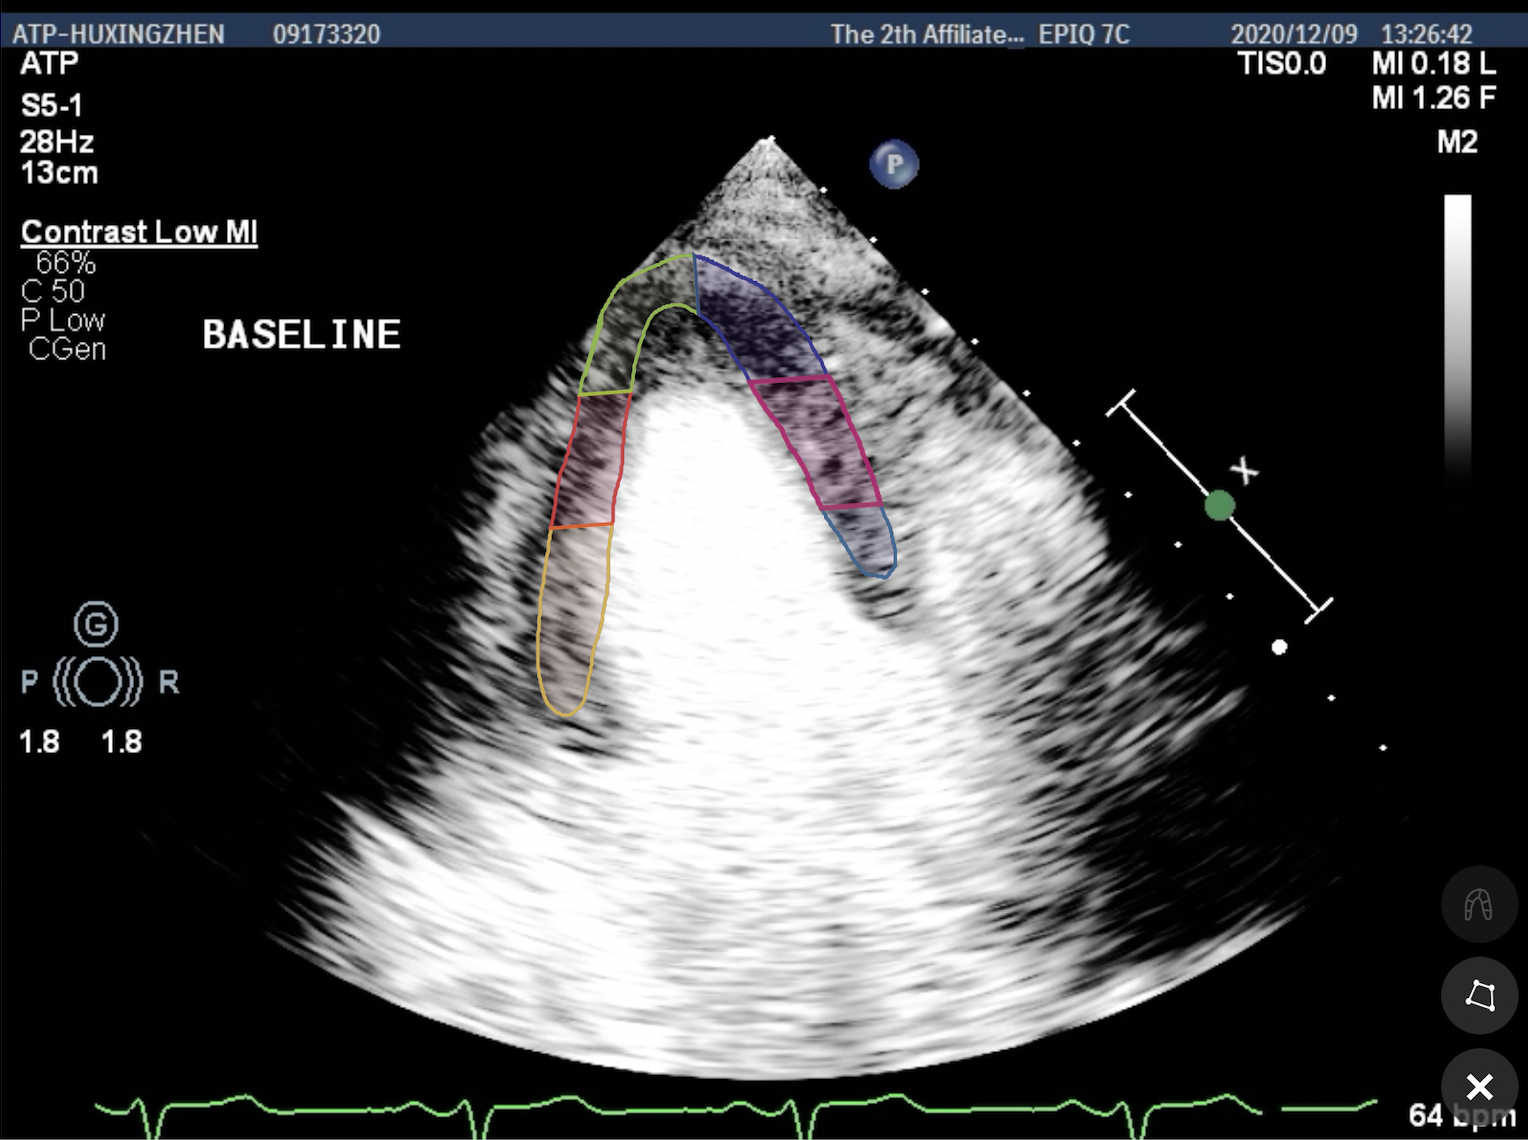 ATP-HUXINGZHEN 09173320 The 2th Affiliate... EPIQ 7C 2020/12/09 13:26:42
ATP
TIS0.0 MI 0.18 L
MI 1.26 F
S5-1
28Hz
13cm
M2
P
Contrast Low MI
66%
C 50
P Low
CGen
BASELINE
X
G
P R
1.8 1.8
64 bpm